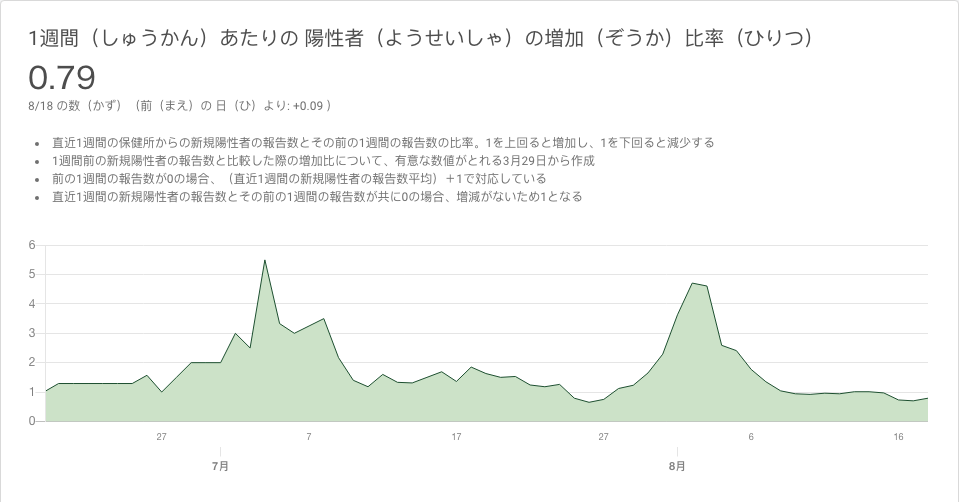 1週間（しゅうかん）あたりの 陽性者（ようせいしゃ）の増加（ぞうか）比率（ひりつ）
0.79
8/18 の数（かず）（前（まえ）の 日（ひ）より: +0.09 ）
• 直近1週間の保健所からの新規陽性者の報告数とその前の1週間の報告数の比率。1を上回ると増加し、1を下回ると減少する
• 1週間前の新規陽性者の報告数と比較した際の増加比について、有意な数値がとれる3月29日から作成
• 前の1週間の報告数が0の場合、（直近1週間の新規陽性者の報告数平均）＋1で対応している
• 直近1週間の新規陽性者の報告数とその前の1週間の報告数が共に0の場合、増減がないため1となる
6
5
4
3
2
1
0
27 7 17 27 6 16
7月 8月